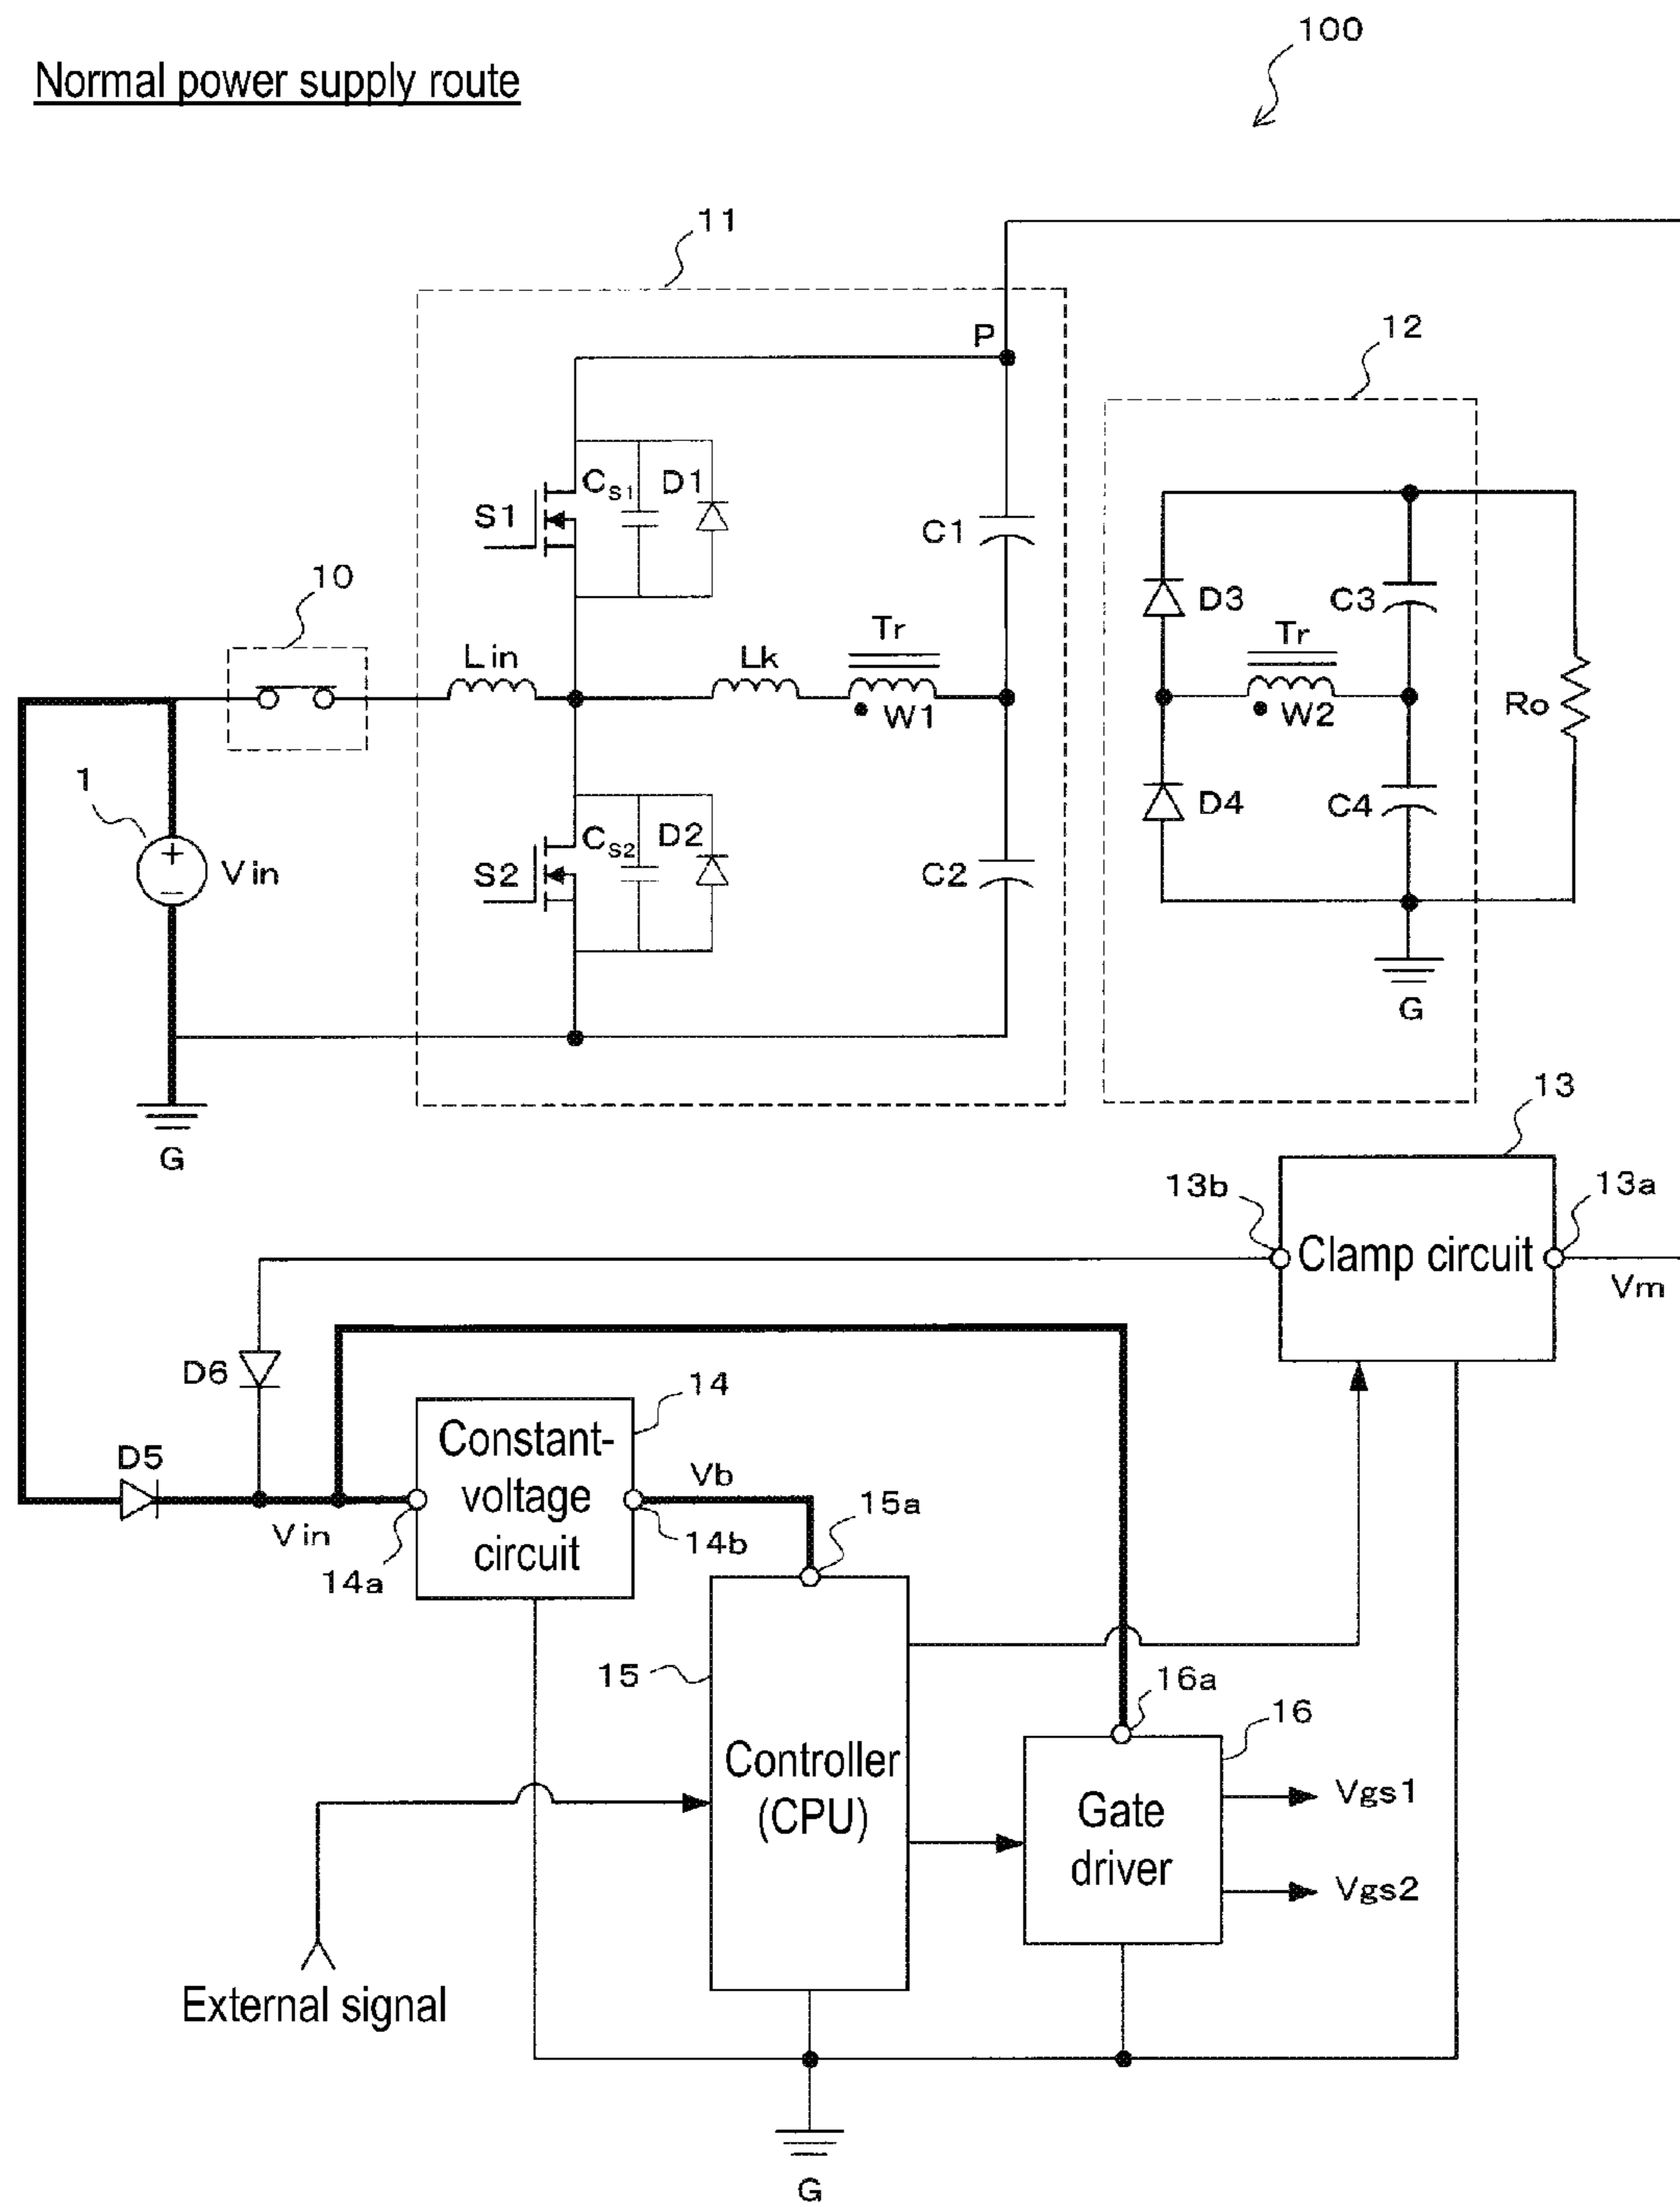 100
Normal power supply route
11
P
12
S1
Cs1
D1
C1
10
D3
C3
Lin
Lk
Tr
W1
Tr
W2
Ro
1
Vin
S2
Cs2
D2
C2
D4
C4
G
G
13
13b
13a
Clamp circuit
Vm
D6
14
D5
Constant-
voltage
circuit
Vb
15a
Vin
14a
14b
15
16a
16
Controller
(CPU)
Gate
driver
Vgs1
Vgs2
External signal
G